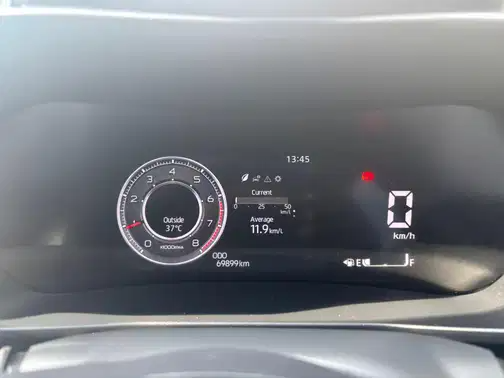 13:45
4
3 5
2 6
1 7
0 8
Outside
37°C
x1000r/min
Current
0 25 50
km/L
Average
11.9 km/L
ODO
69899 km
0
km/h
E F